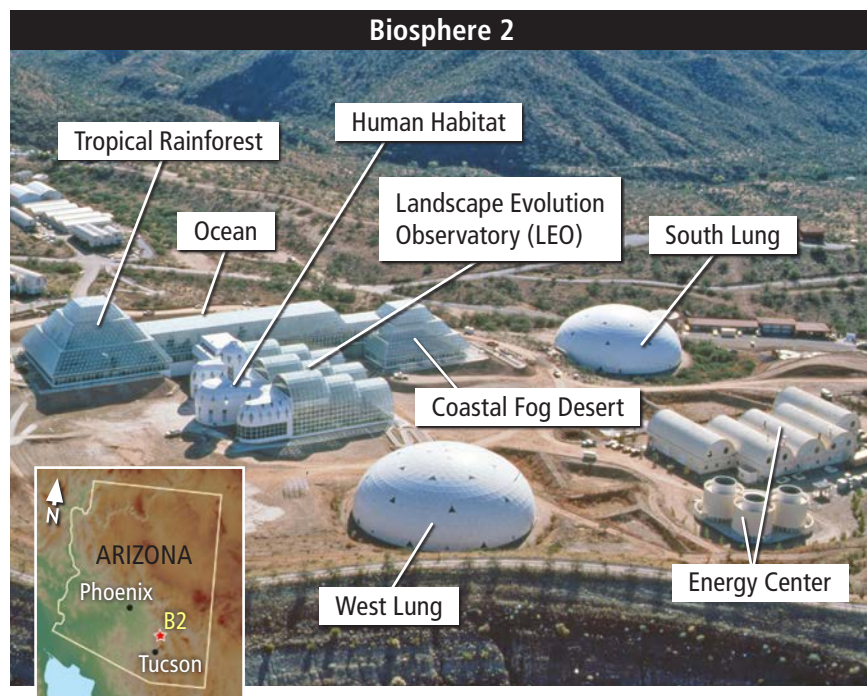 Biosphere 2
Human Habitat
Tropical Rainforest
Landscape Evolution
Observatory (LEO)
Ocean
South Lung
Coastal Fog Desert
N
ARIZONA
Phoenix
B2
Tucson
West Lung
Energy Center